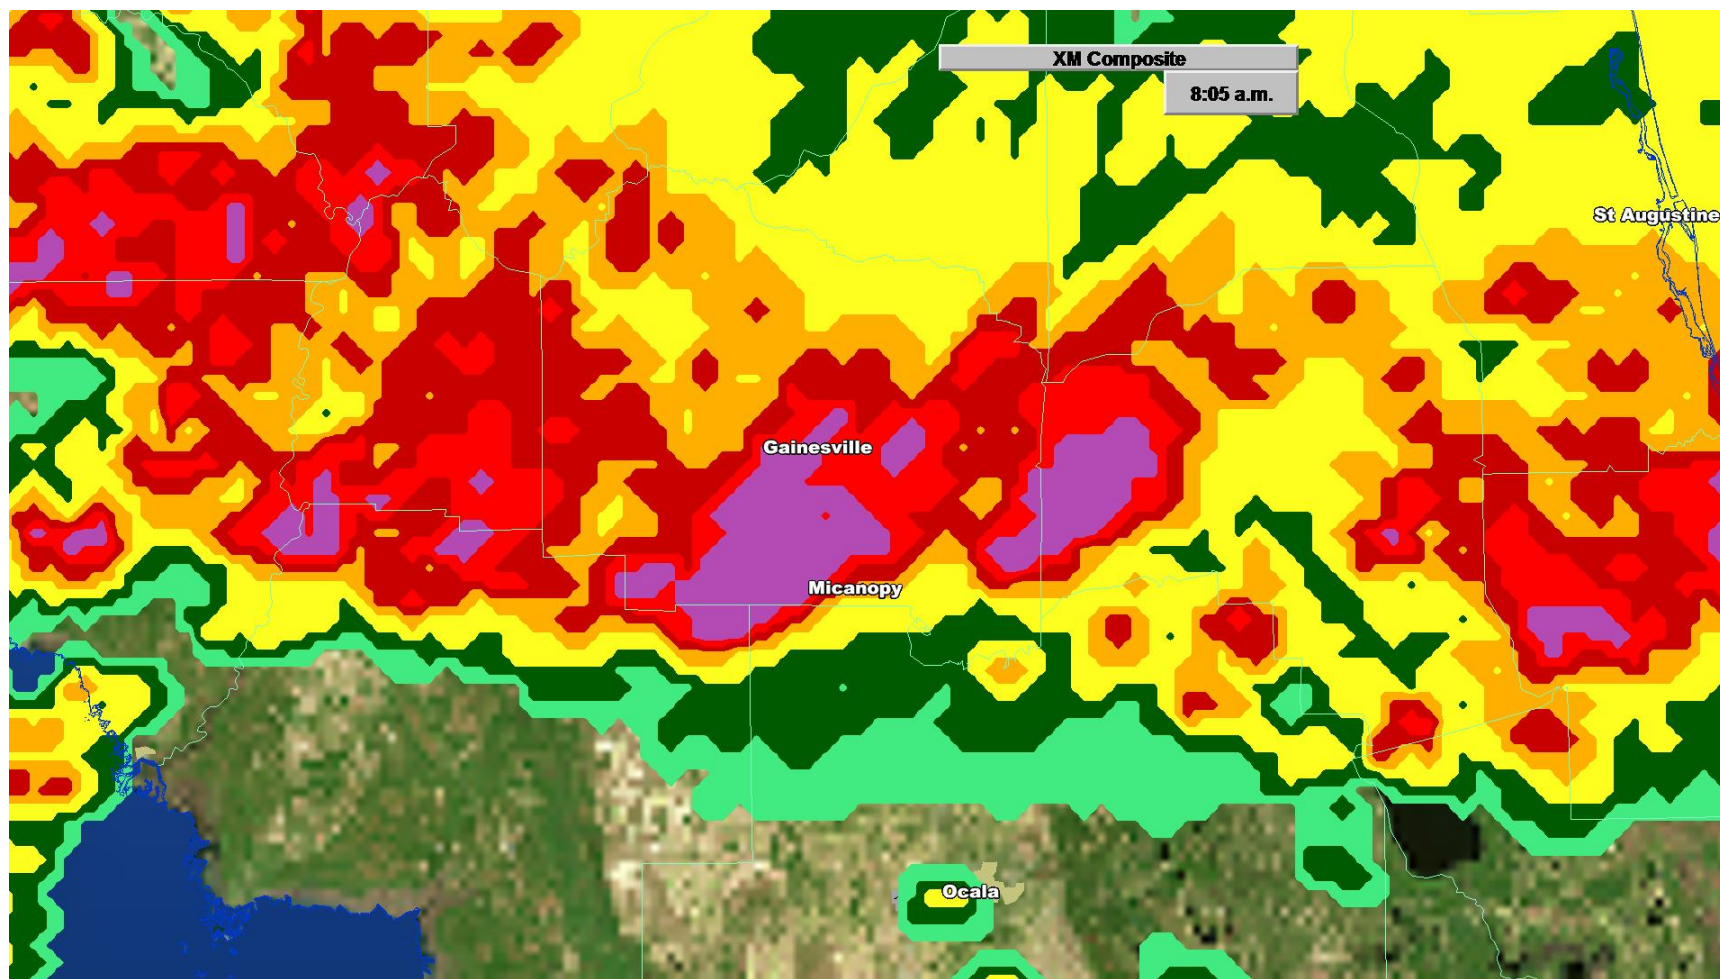 XM Composite
8:05 a.m.
St Augustine
Gainesville
Micanopy
Ocala